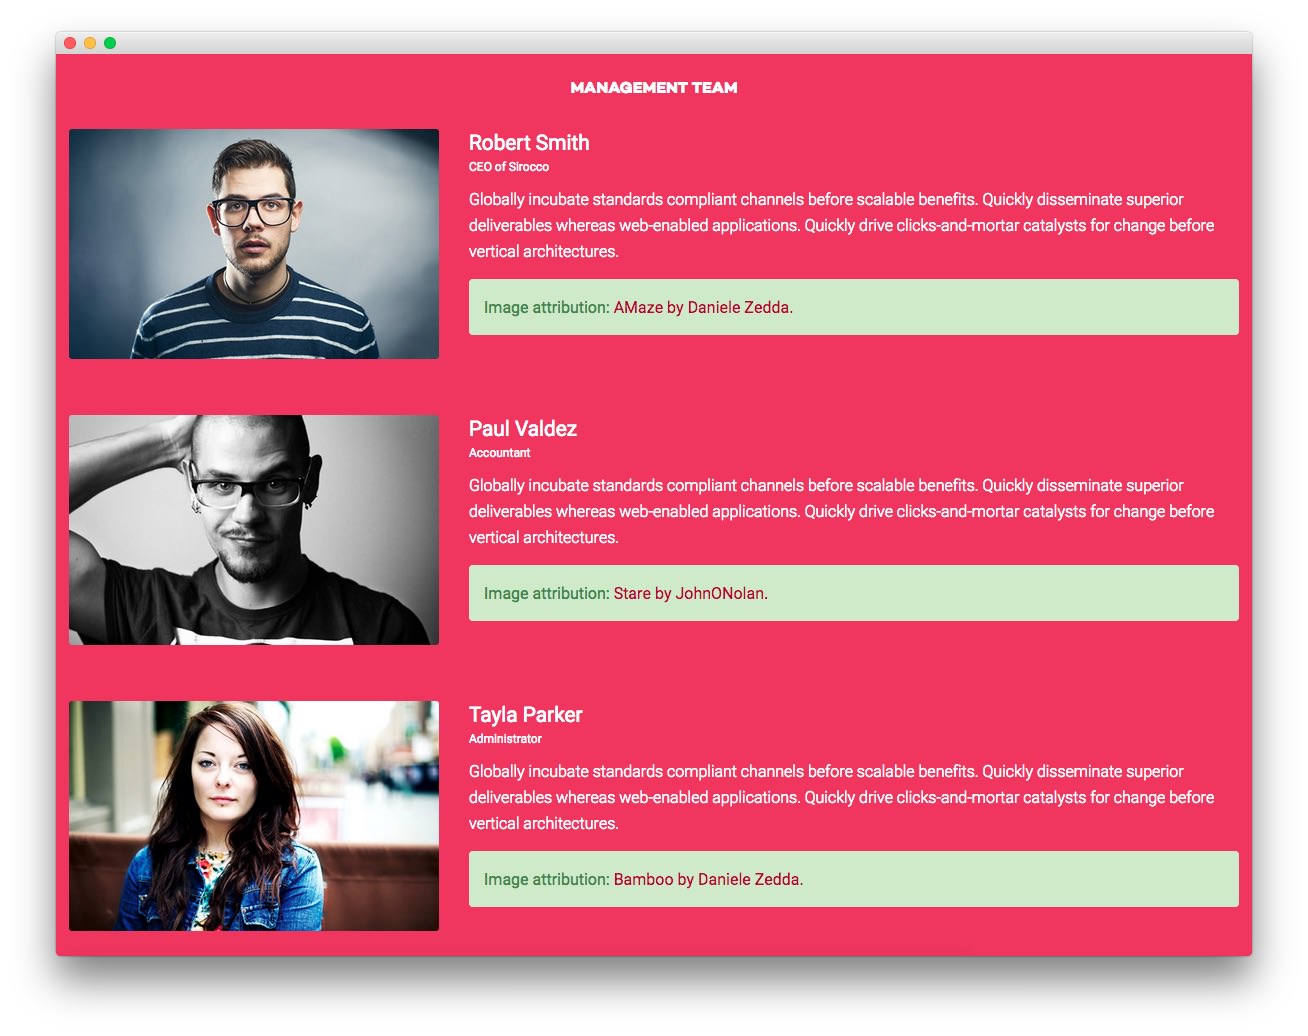 MANAGEMENT TEAM
Robert Smith
CEO of Sirocco
Globally incubate standards compliant channels before scalable benefits. Quickly disseminate superior
deliverables whereas web-enabled applications. Quickly drive clicks-and-mortar catalysts for change before
vertical architectures.
Image attribution: AMaze by Daniele Zedda.
Paul Valdez
Accountant
Globally incubate standards compliant channels before scalable benefits. Quickly disseminate superior
deliverables whereas web-enabled applications. Quickly drive clicks-and-mortar catalysts for change before
vertical architectures.
Image attribution: Stare by JohnONolan.
Tayla Parker
Administrator
Globally incubate standards compliant channels before scalable benefits. Quickly disseminate superior
deliverables whereas web-enabled applications. Quickly drive clicks-and-mortar catalysts for change before
vertical architectures.
Image attribution: Bamboo by Daniele Zedda.